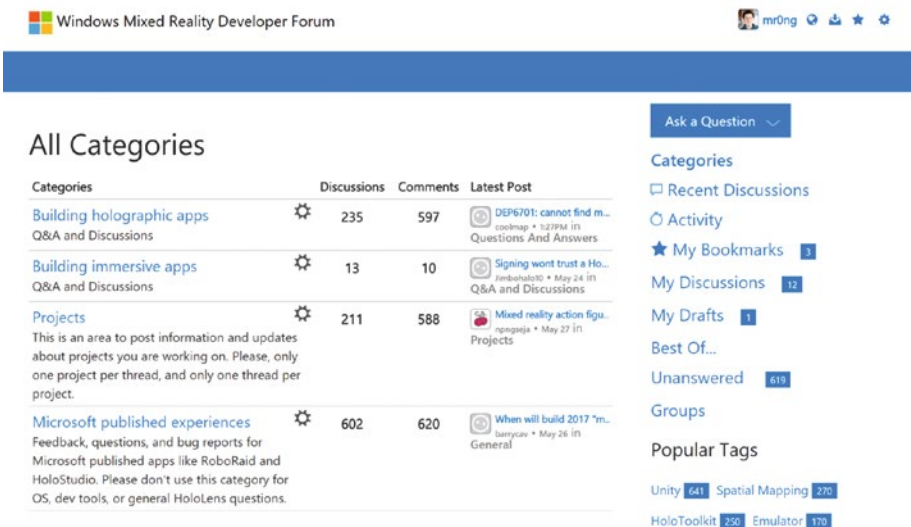 Windows Mixed Reality Developer Forum
mr0ng
All Categories
Categories Discussions Comments Latest Post
Building holographic apps 235 597 DEP6701: cannot find m...
Q&A and Discussions coolmap • 1:27PM in
Questions And Answers
Building immersive apps 13 10 Signing wont trust a Ho...
Q&A and Discussions Jimbohalo10 • May 24 in
Q&A and Discussions
Projects 211 588 Mixed reality action figu...
This is an area to post information and updates npngseja • May 27 in
about projects you are working on. Please, only Projects
one project per thread, and only one thread per
project.
Microsoft published experiences 602 620 When will build 2017 "m...
Feedback, questions, and bug reports for barrycav • May 26 in
Microsoft published apps like RoboRaid and General
HoloStudio. Please don't use this category for
OS, dev tools, or general HoloLens questions.
Ask a Question
Categories
Recent Discussions
Activity
My Bookmarks 3
My Discussions 12
My Drafts 1
Best Of...
Unanswered 619
Groups
Popular Tags
Unity 641 Spatial Mapping 270
HoloToolkit 250 Emulator 170